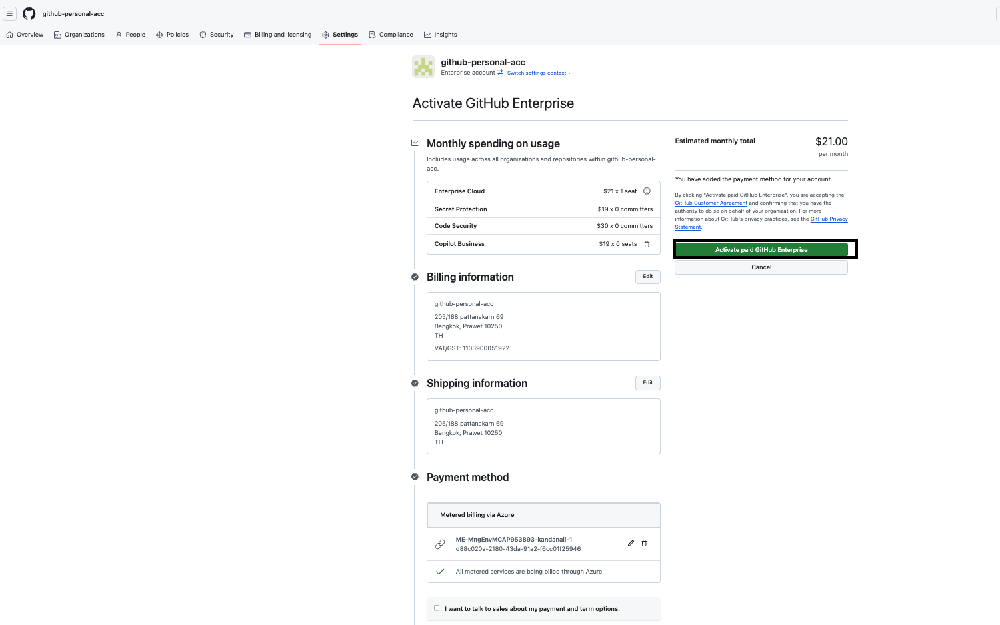 github-personal-acc
Overview Organizations People Policies Security Billing and licensing Settings Compliance Insights
github-personal-acc
Enterprise account Switch settings context
Activate GitHub Enterprise
Monthly spending on usage
Includes usage across all organizations and repositories within github-personal-
acc.
Enterprise Cloud $21 x 1 seat
Secret Protection $19 x 0 committers
Code Security $30 x 0 committers
Copilot Business $19 x 0 seats
Billing information Edit
github-personal-acc
205/188 pattanakarn 69
Bangkok, Prawet 10250
TH
VAT/GST: 1103900051922
Shipping information Edit
github-personal-acc
205/188 pattanakarn 69
Bangkok, Prawet 10250
TH
Payment method
Metered billing via Azure
ME-MngEnvMCAP953893-kandanail-1
d88c020a-2180-43da-91a2-f6cc01f25946
All metered services are being billed through Azure
I want to talk to sales about my payment and term options.
Estimated monthly total $21.00
per month
You have added the payment method for your account.
By clicking "Activate paid GitHub Enterprise", you are accepting the
GitHub Customer Agreement and confirming that you have the
authority to do so on behalf of your organization. For more
information about GitHub's privacy practices, see the GitHub Privacy
Statement.
Activate paid GitHub Enterprise
Cancel